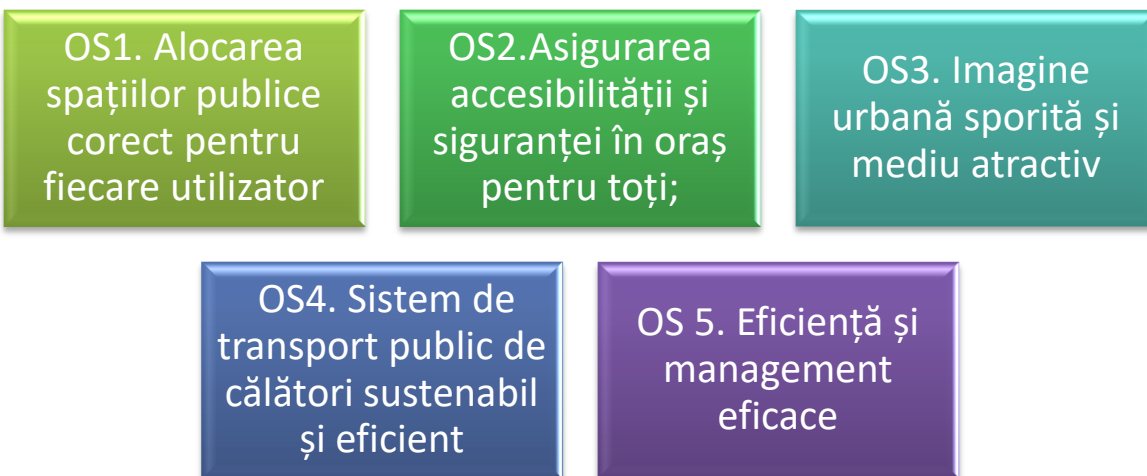 OS1. Alocarea
spațiilor publice
corect pentru
fiecare utilizator
OS2.Asigurarea
accesibilității și
siguranței în oraș
pentru toți;
OS3. Imagine
urbană sporită și
mediu atractiv
OS4. Sistem de
transport public de
călători sustenabil
și eficient
OS 5. Eficiență și
management
eficace